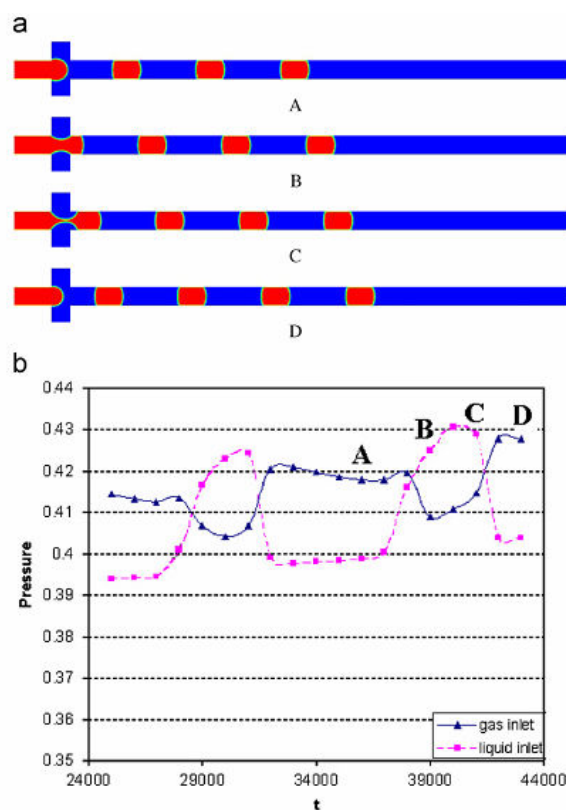 a
A
B
C
D
b
0.44
0.43
0.42
0.41
0.4
0.39
0.38
0.37
0.36
0.35
Pressure
A
B
C
D
gas inlet
liquid inlet
24000 29000 34000 39000 44000
t